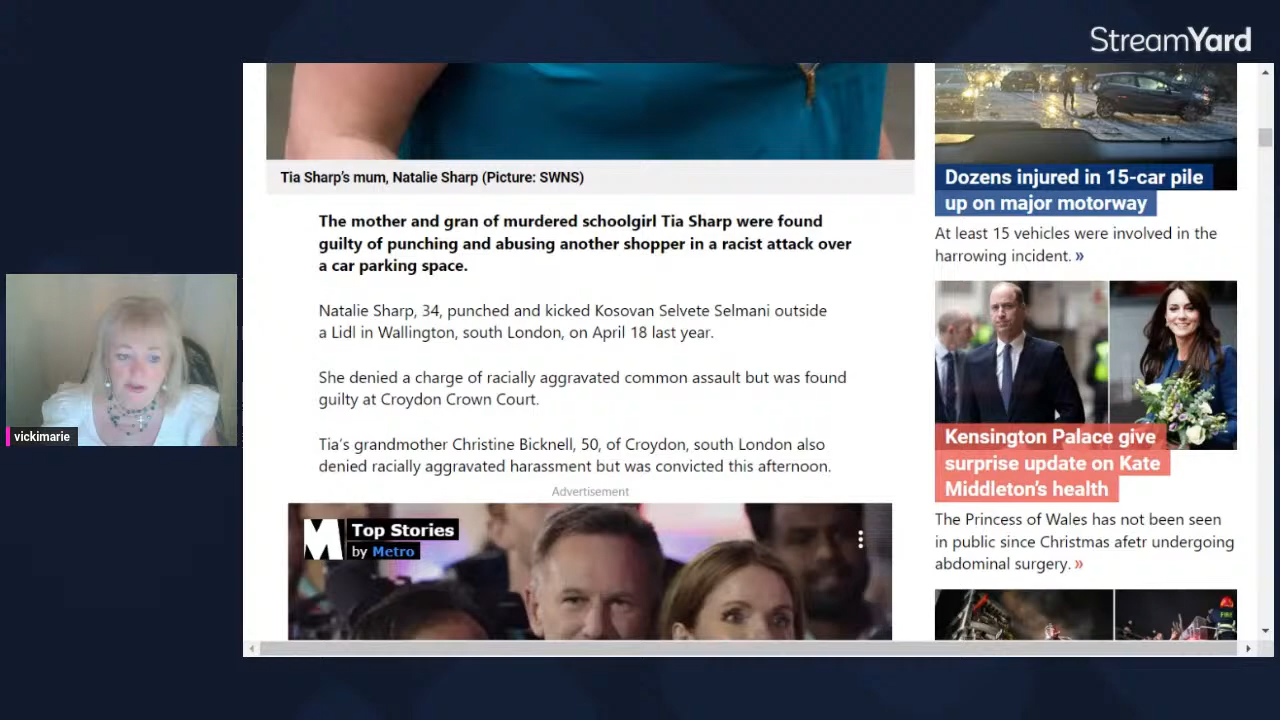 StreamYard
Tia Sharp's mum, Natalie Sharp (Picture: SWNS)
The mother and gran of murdered schoolgirl Tia Sharp were found
guilty of punching and abusing another shopper in a racist attack over
a car parking space.
Natalie Sharp, 34, punched and kicked Kosovan Selvete Selmani outside
a Lidl in Wallington, south London, on April 18 last year.
She denied a charge of racially aggravated common assault but was found
guilty at Croydon Crown Court.
Tia's grandmother Christine Bicknell, 50, of Croydon, south London also
denied racially aggravated harassment but was convicted this afternoon.
Advertisement
M Top Stories
by Metro
Dozens injured in 15-car pile
up on major motorway
At least 15 vehicles were involved in the
harrowing incident. »
Kensington Palace give
surprise update on Kate
Middleton's health
The Princess of Wales has not been seen
in public since Christmas afetr undergoing
abdominal surgery. »
FIRE
vickimarie